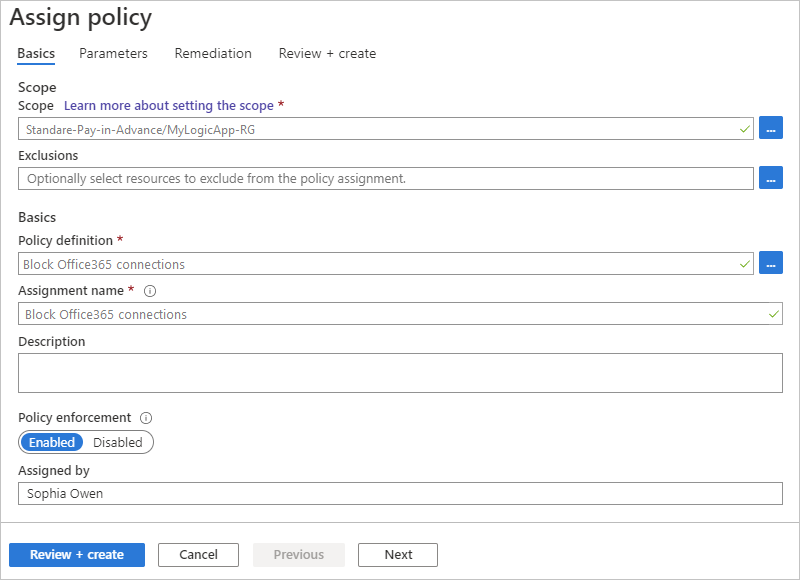 Assign policy
Basics Parameters Remediation Review + create
Scope
Scope Learn more about setting the scope *
Standare-Pay-in-Advance/MyLogicApp-RG
...
Exclusions
Optionally select resources to exclude from the policy assignment.
...
Basics
Policy definition *
Block Office365 connections
...
Assignment name *
Block Office365 connections
Description
Policy enforcement
Enabled Disabled
Assigned by
Sophia Owen
Review + create Cancel Previous Next